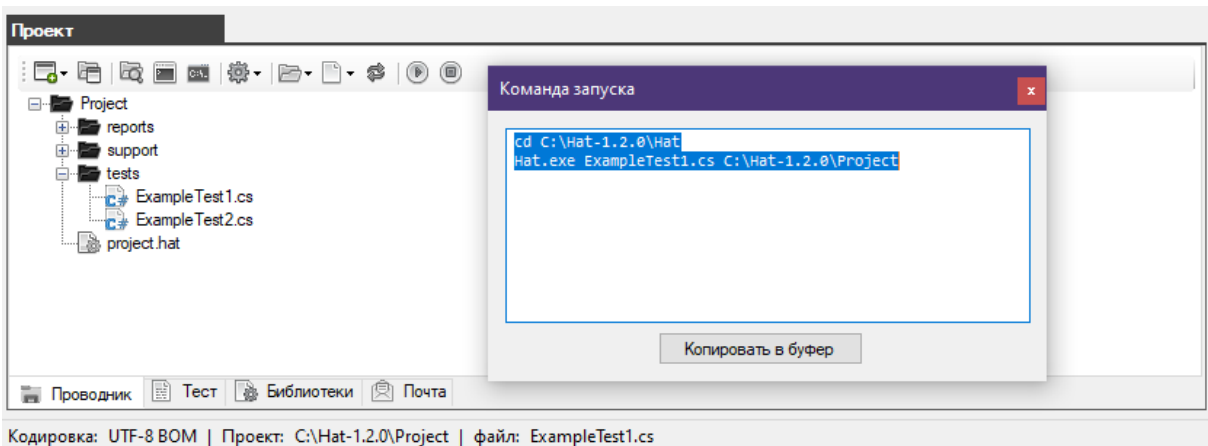 Проект
C:\.
Project
reports
support
tests
ExampleTest1.cs
ExampleTest2.cs
project.hat
Команда запуска
x
cd C:\Hat-1.2.0\Hat
Hat.exe ExampleTest1.cs C:\Hat-1.2.0\Project
Копировать в буфер
Проводник Тест Библиотеки Почта
Кодировка: UTF-8 BOM | Проект: C:\Hat-1.2.0\Project | файл: ExampleTest1.cs